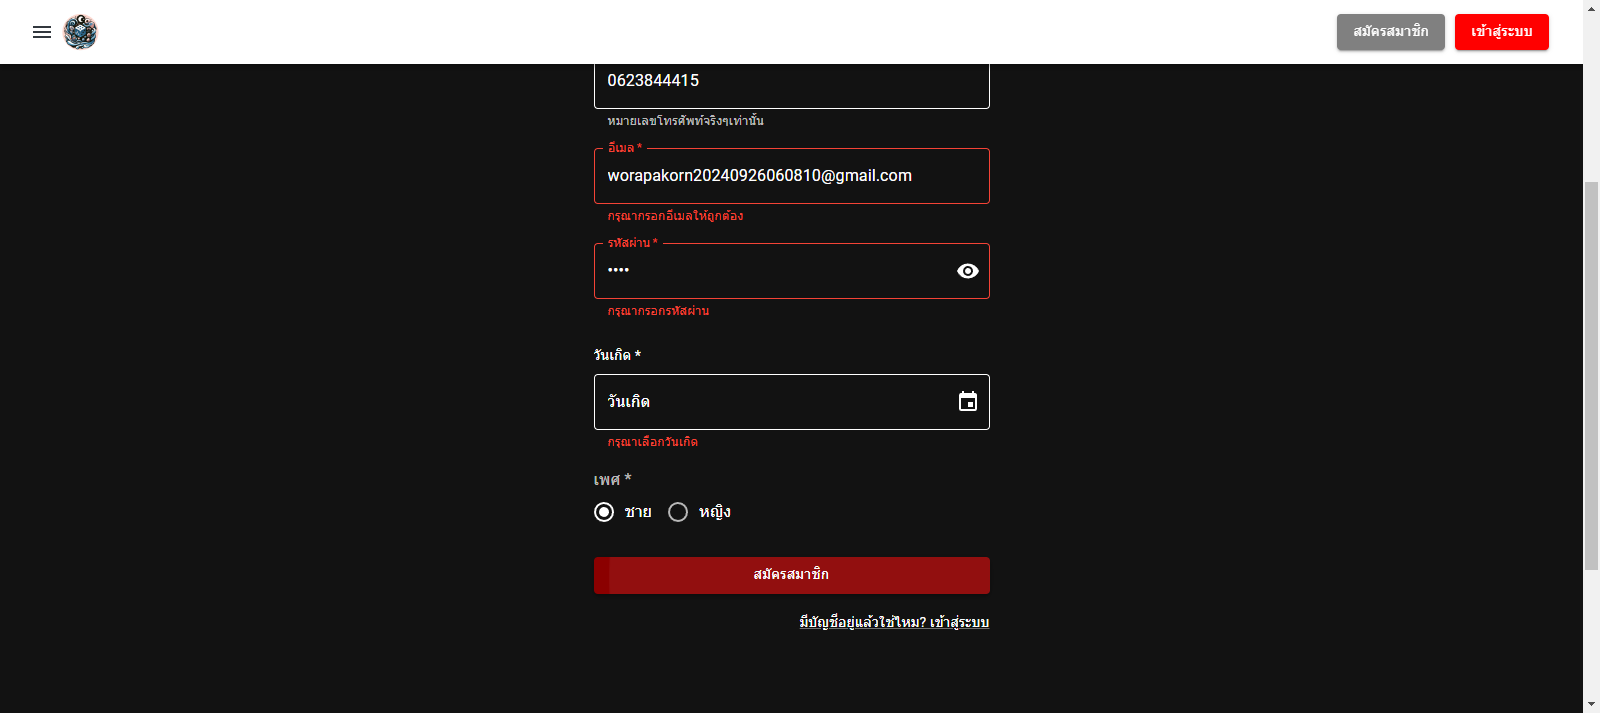 สมัครสมาชิก
เข้าสู่ระบบ
0623844415
หมายเลขโทรศัพท์จริงๆเท่านั้น
อีเมล *
worapakorn20240926060810@gmail.com
กรุณากรอกอีเมลให้ถูกต้อง
รหัสผ่าน *
••••
กรุณากรอกรหัสผ่าน
วันเกิด *
วันเกิด
กรุณาเลือกวันเกิด
เพศ *
ชาย หญิง
สมัครสมาชิก
มีบัญชีอยู่แล้วใช่ไหม? เข้าสู่ระบบ